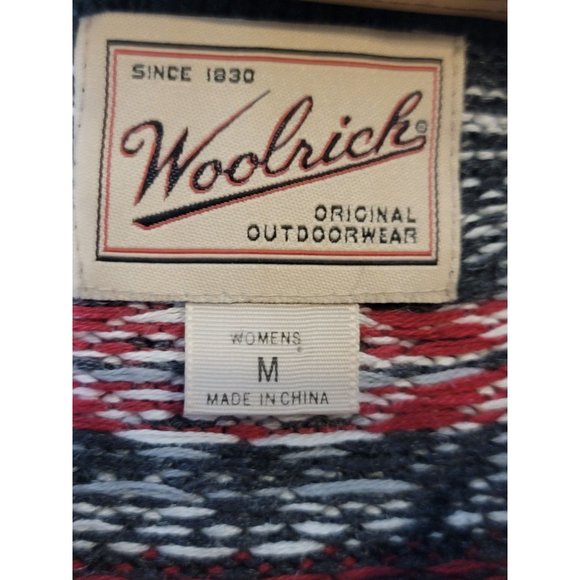 SINCE 1830
Woolrich®
ORIGINAL
OUTDOORWEAR
WOMENS
M
MADE IN CHINA